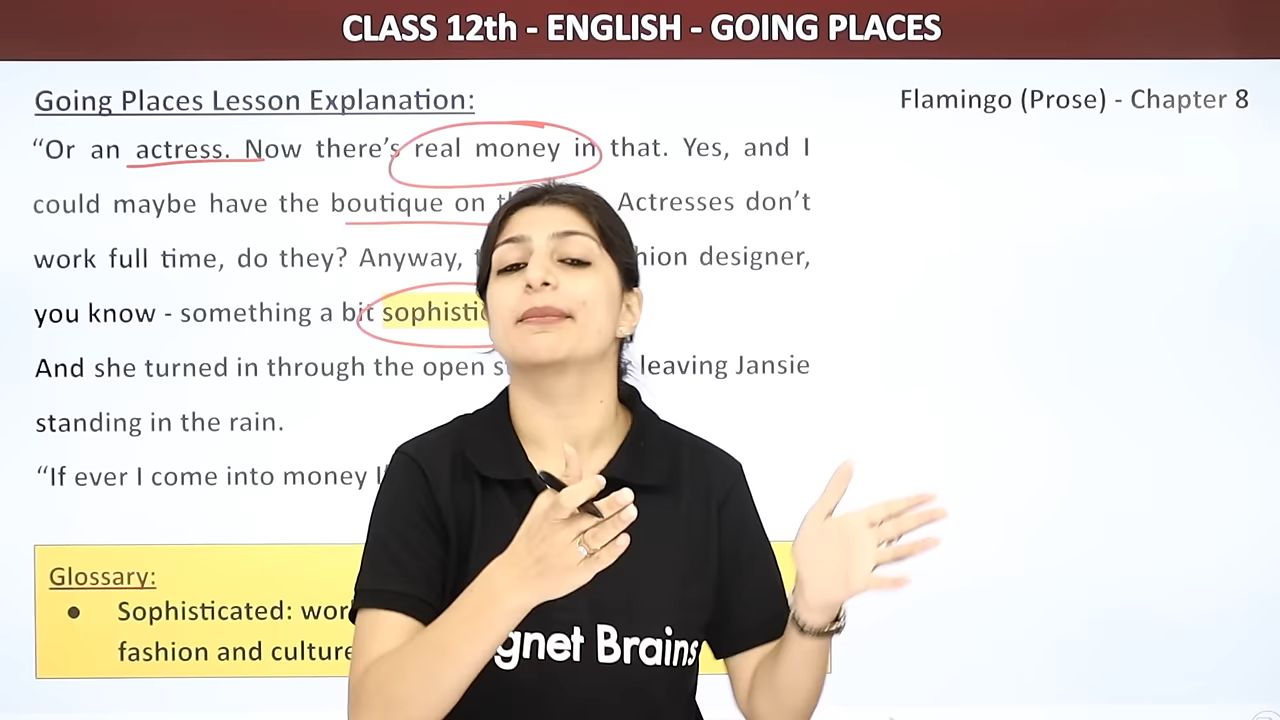 CLASS 12th - ENGLISH - GOING PLACES
Going Places Lesson Explanation:
Flamingo (Prose) - Chapter 8
“Or an actress. Now there’s real money in that. Yes, and I
could maybe have the boutique on Actresses don’t
work full time, do they? Anyway, designer,
you know - something a bit
And she turned in through the open leaving Jansie
standing in the rain.
“If ever I come into money
Glossary:
● Sophisticated:
fashion and culture
gnet Brains